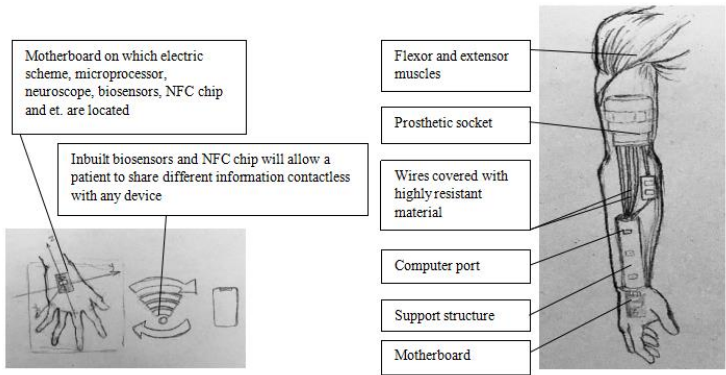 Motherboard on which electric
scheme, microprocessor,
neuroscope, biosensors, NFC chip
and et. are located
Inbuilt biosensors and NFC chip will allow a
patient to share different information contactless
with any device
Flexor and extensor
muscles
Prosthetic socket
Wires covered with
highly resistant
material
Computer port
Support structure
Motherboard